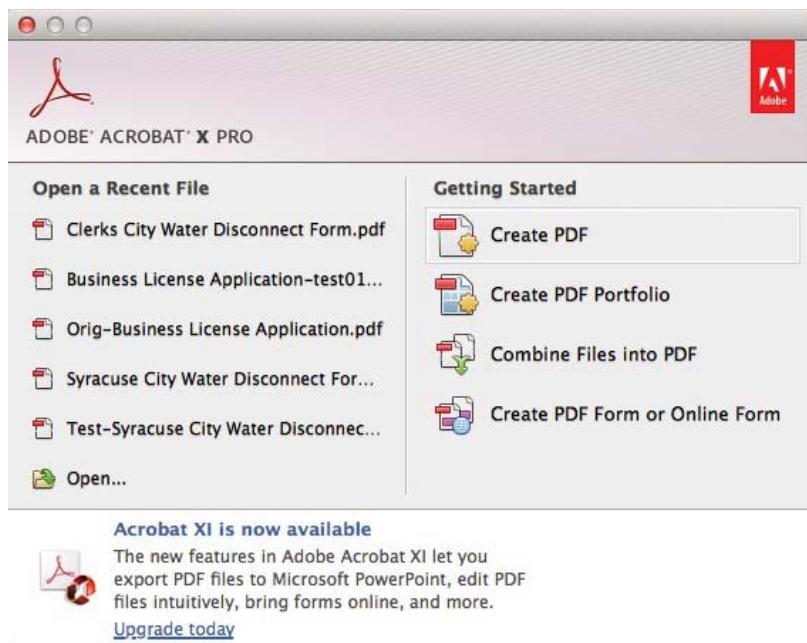 Adobe
ADOBE® ACROBAT® X PRO
Open a Recent File
Clerks City Water Disconnect Form.pdf
Business License Application-test01...
Orig-Business License Application.pdf
Syracuse City Water Disconnect For...
Test-Syracuse City Water Disconnec...
Open...
Getting Started
Create PDF
Create PDF Portfolio
Combine Files into PDF
Create PDF Form or Online Form
Acrobat XI is now available
The new features in Adobe Acrobat XI let you
export PDF files to Microsoft PowerPoint, edit PDF
files intuitively, bring forms online, and more.
Upgrade today